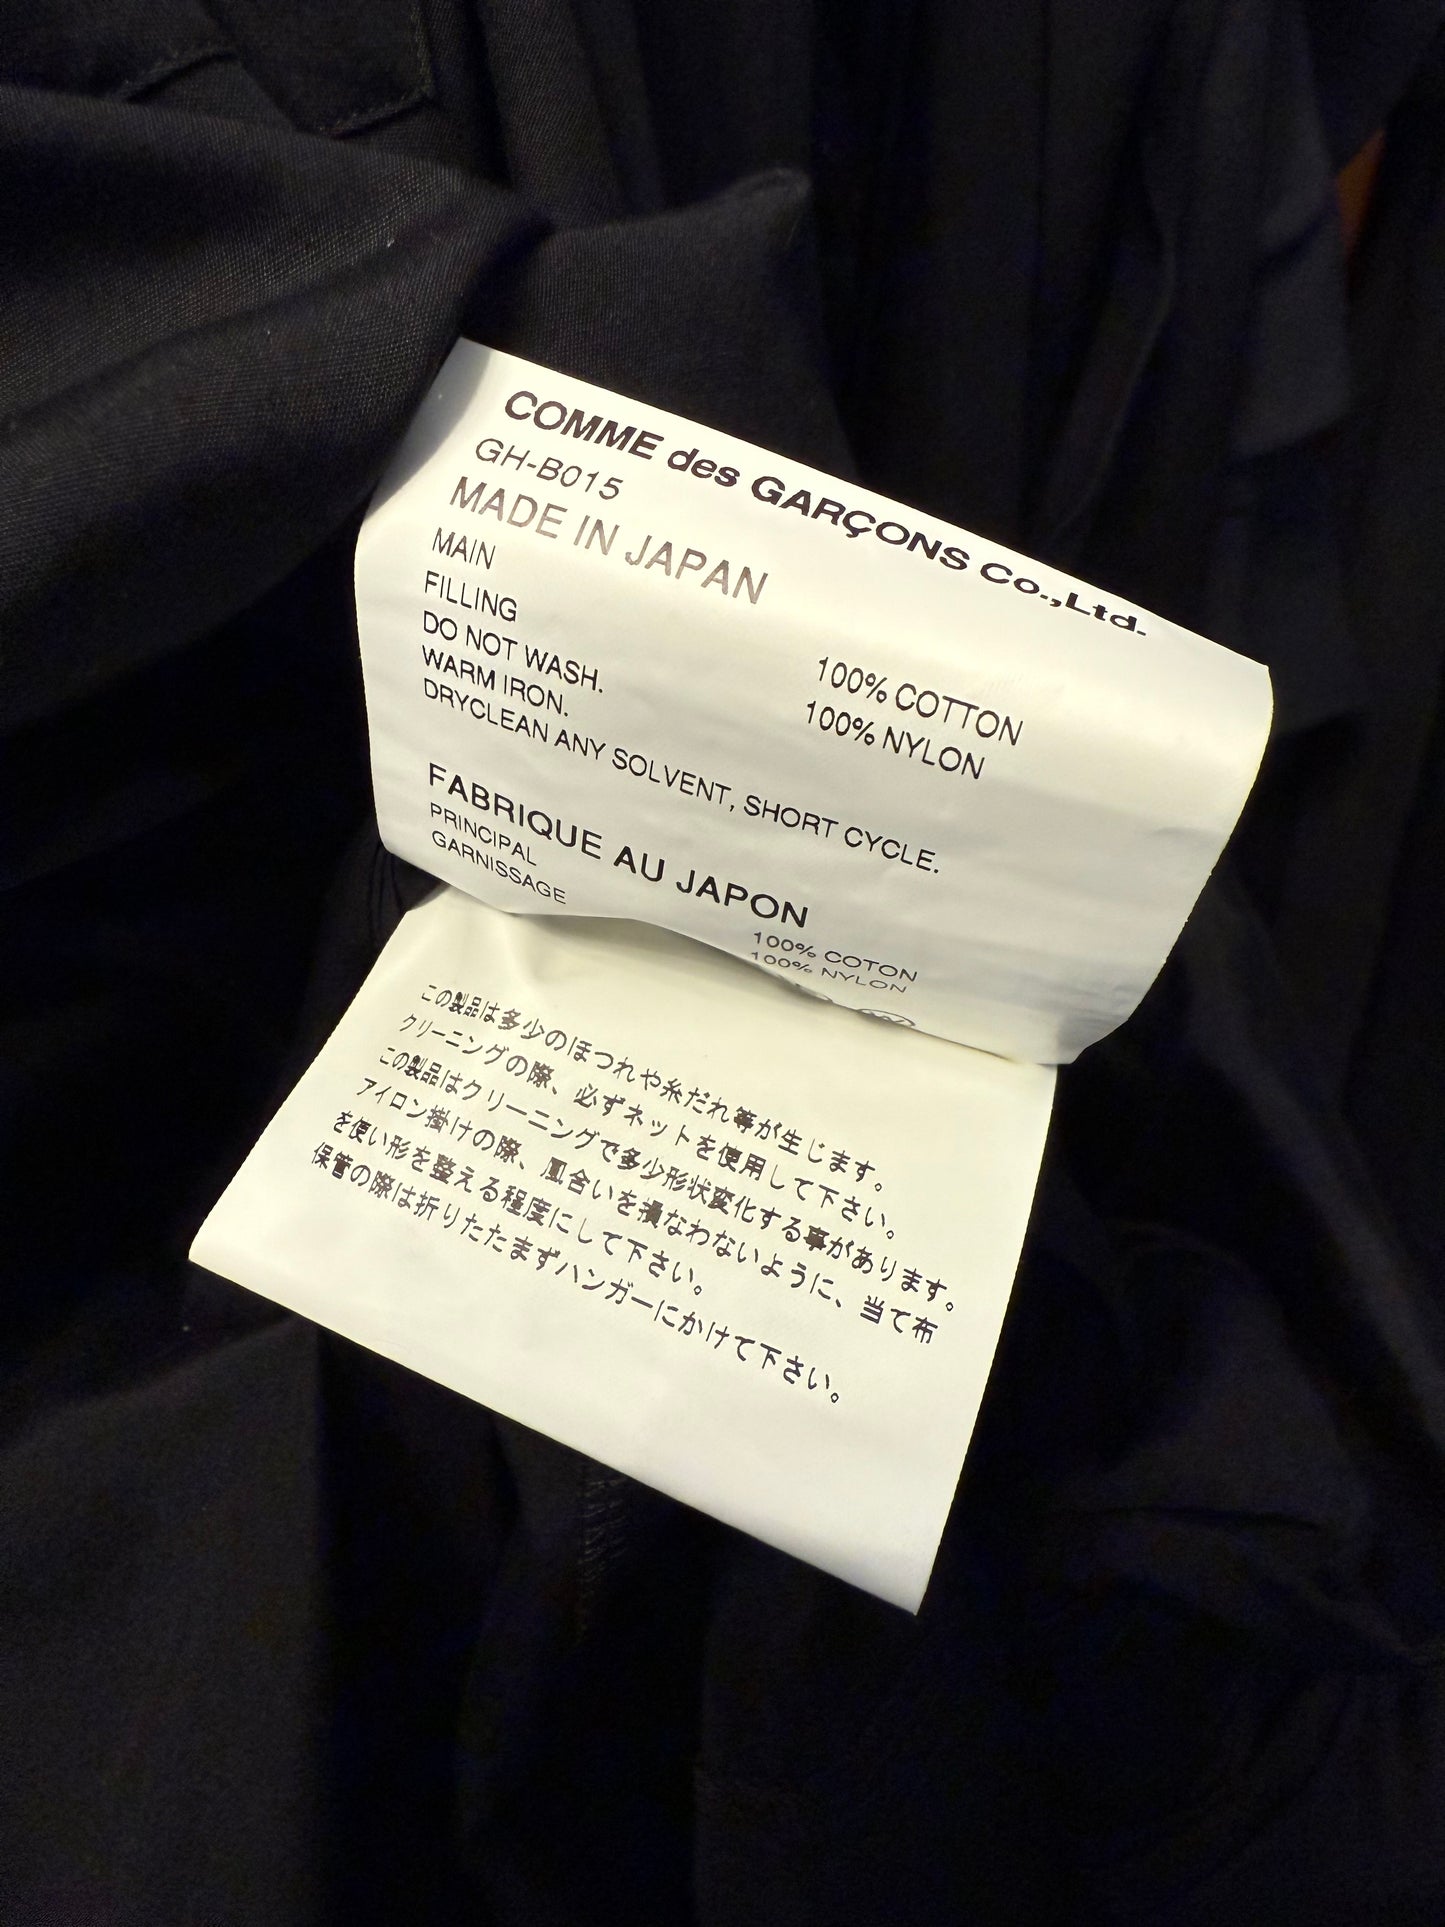 COMME des GARÇONS Co.,Ltd.
GH-B015
MADE IN JAPAN
MAIN 100% COTTON
FILLING 100% NYLON
DO NOT WASH.
WARM IRON.
DRYCLEAN ANY SOLVENT, SHORT CYCLE.
FABRIQUE AU JAPON
PRINCIPAL 100% COTON
GARNISSAGE 100% NYLON
この製品は多少のほつれや糸だれ等が生じます。
クリーニングの際、必ずネットを使用して下さい。
この製品はクリーニングで多少形状変化する事があります。
アイロン掛けの際、風合いを損なわないように、当て布
を使い形を整える程度にして下さい。
保管の際は折りたたまずハンガーにかけて下さい。